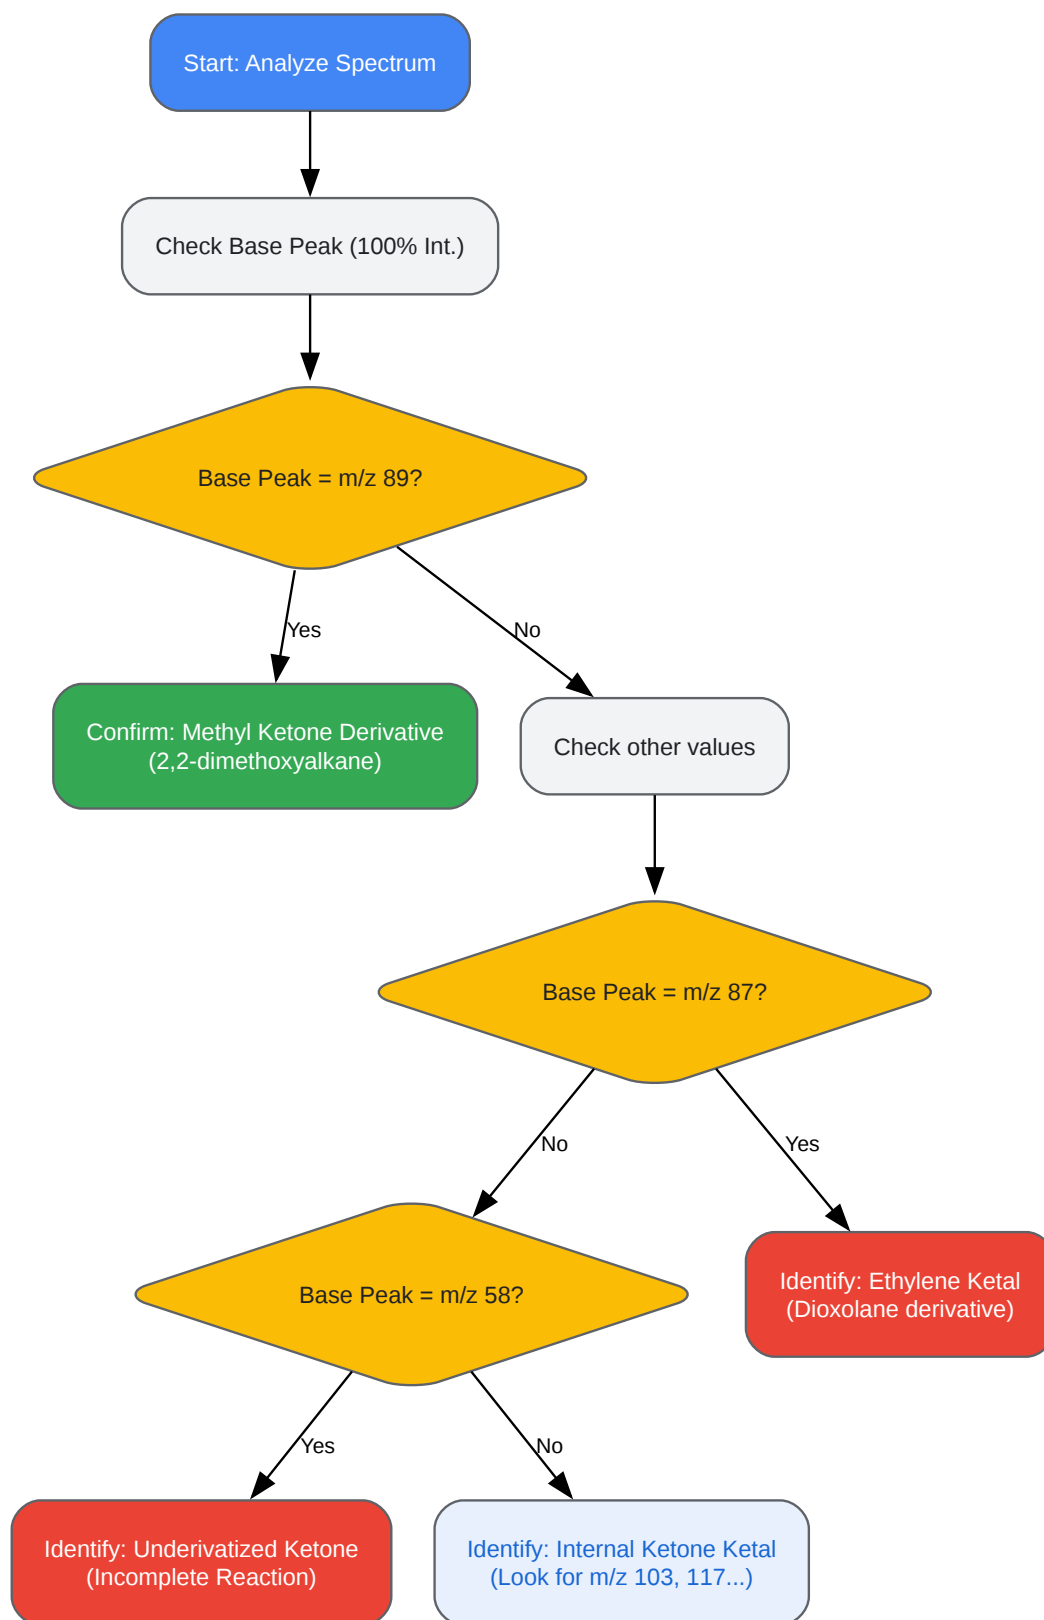 Start: Analyze Spectrum
Check Base Peak (100% Int.)
Base Peak = m/z 89?
Yes
No
Confirm: Methyl Ketone Derivative
(2,2-dimethoxyalkane)
Check other values
Base Peak = m/z 87?
No
Yes
Base Peak = m/z 58?
Identify: Ethylene Ketal
(Dioxolane derivative)
Yes
No
Identify: Underivatized Ketone
(Incomplete Reaction)
Identify: Internal Ketone Ketal
(Look for m/z 103, 117...)